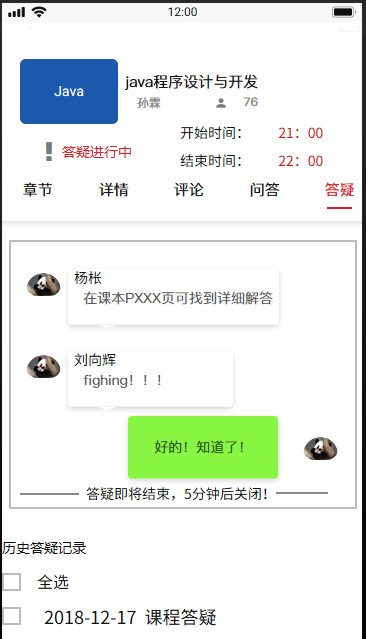 12:00
Java
java程序设计与开发
孙霖 76
! 答疑进行中
开始时间： 21：00
结束时间： 22：00
章节 详情 评论 问答 答疑
杨枨
在课本PXXX页可找到详细解答
刘向辉
fighing！！！
好的！知道了！
答疑即将结束，5分钟后关闭！
历史答疑记录
全选
2018-12-17 课程答疑